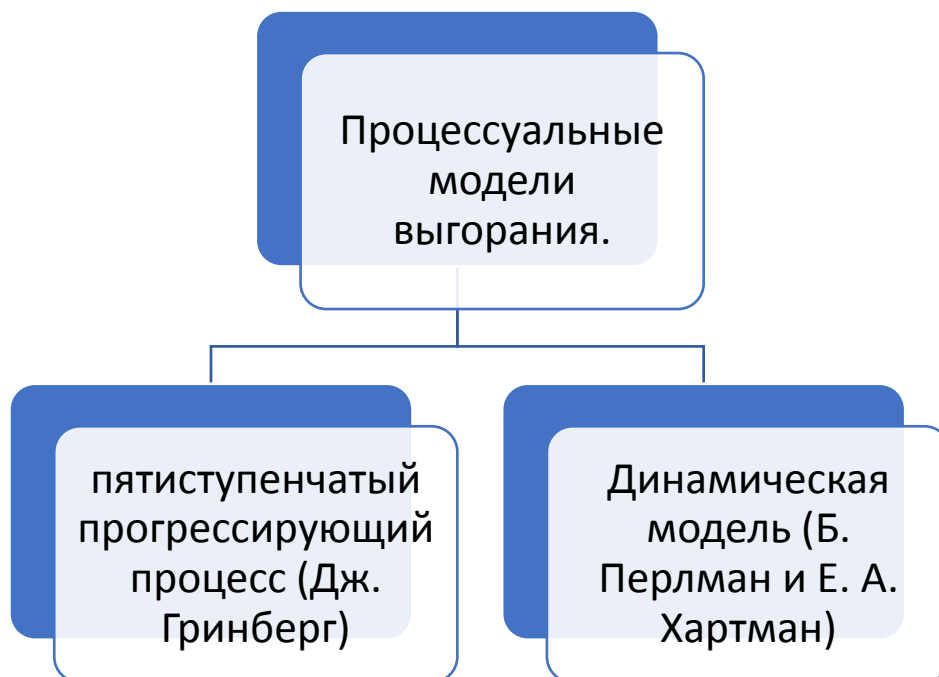 Процессуальные
модели
выгорания.
пятиступенчатый
прогрессирующий
процесс (Дж.
Гринберг)
Динамическая
модель (Б.
Перлман и Е. А.
Хартман)